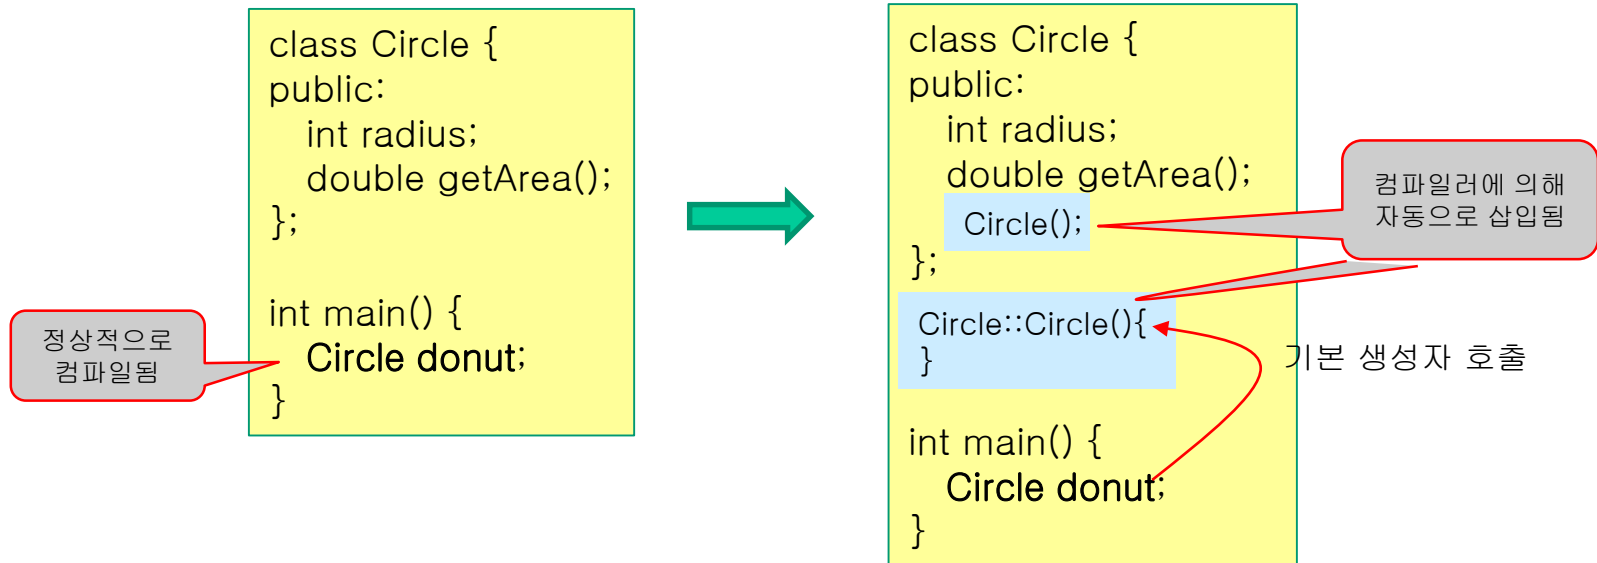 class Circle {
public:
int radius;
double getArea();
};
int main() {
Circle donut;
}
정상적으로
컴파일됨
class Circle {
public:
int radius;
double getArea();
Circle();
};
Circle::Circle(){
}
int main() {
Circle donut;
}
컴파일러에 의해
자동으로 삽입됨
기본 생성자 호출